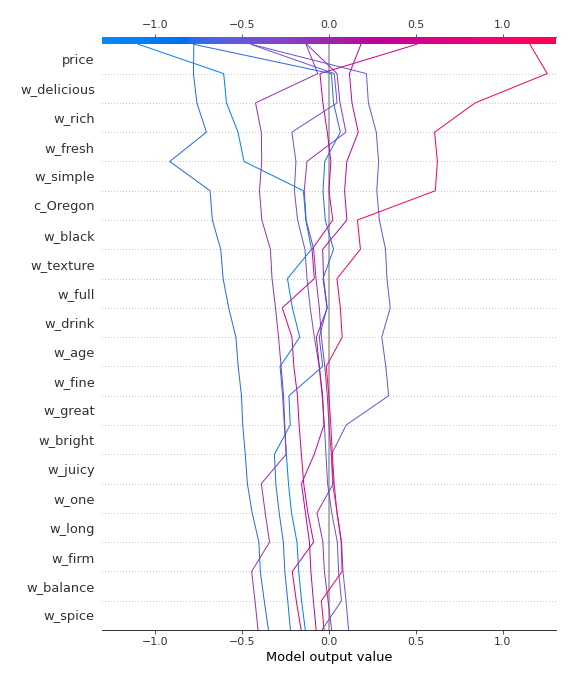 −1.0 −0.5 0.0 0.5 1.0
price
w_delicious
w_rich
w_fresh
w_simple
c_Oregon
w_black
w_texture
w_full
w_drink
w_age
w_fine
w_great
w_bright
w_juicy
w_one
w_long
w_firm
w_balance
w_spice
−1.0 −0.5 0.0 0.5 1.0
Model output value